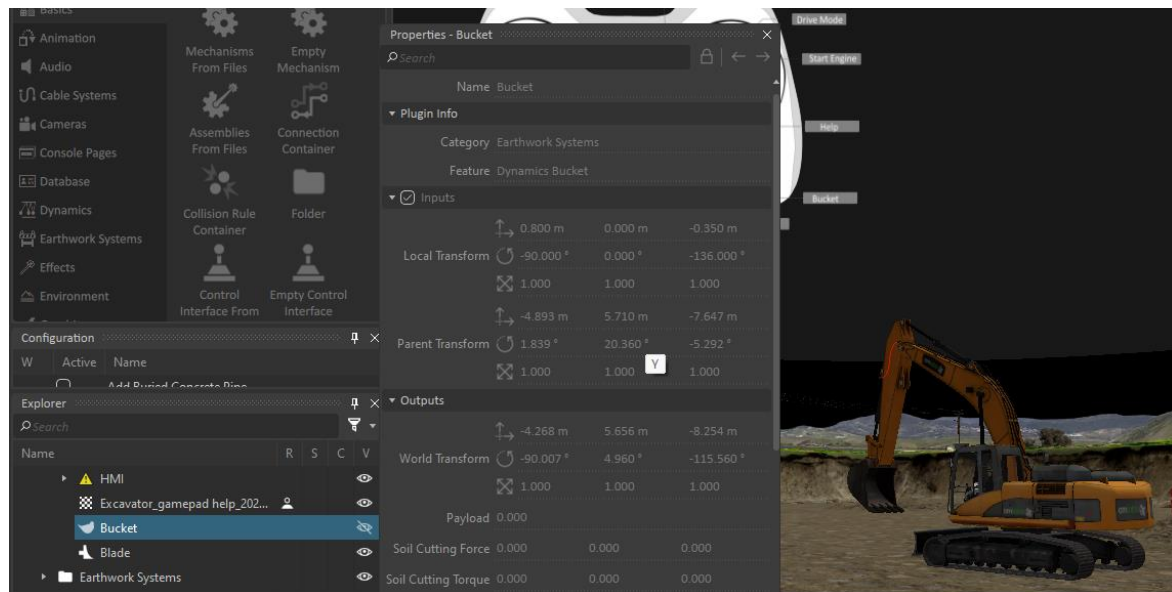 Basics
Animation
Audio
Cable Systems
Cameras
Console Pages
Database
Dynamics
Earthwork Systems
Effects
Environment
Mechanisms From Files
Empty Mechanism
Assemblies From Files
Connection Container
Collision Rule Container
Folder
Control Interface From
Empty Control Interface
Configuration
W Active Name
Add Buried Concrete Pipe
Explorer
Search
Name R S C V
HMI
Excavator_gamepad help_202...
Bucket
Blade
Earthwork Systems
Properties - Bucket
Search
Name Bucket
Plugin Info
Category Earthwork Systems
Feature Dynamics Bucket
Inputs
0.800 m 0.000 m -0.350 m
Local Transform -90.000 ° 0.000 ° -136.000 °
1.000 1.000 1.000
-4.893 m 5.710 m -7.647 m
Parent Transform 1.839 ° 20.360 ° -5.292 °
1.000 1.000 1.000
Y
Outputs
-4.268 m 5.656 m -8.254 m
World Transform -90.007 ° 4.960 ° -115.560 °
1.000 1.000 1.000
Payload 0.000
Soil Cutting Force 0.000 0.000 0.000
Soil Cutting Torque 0.000 0.000 0.000
Drive Mode
Start Engine
Help
Bucket